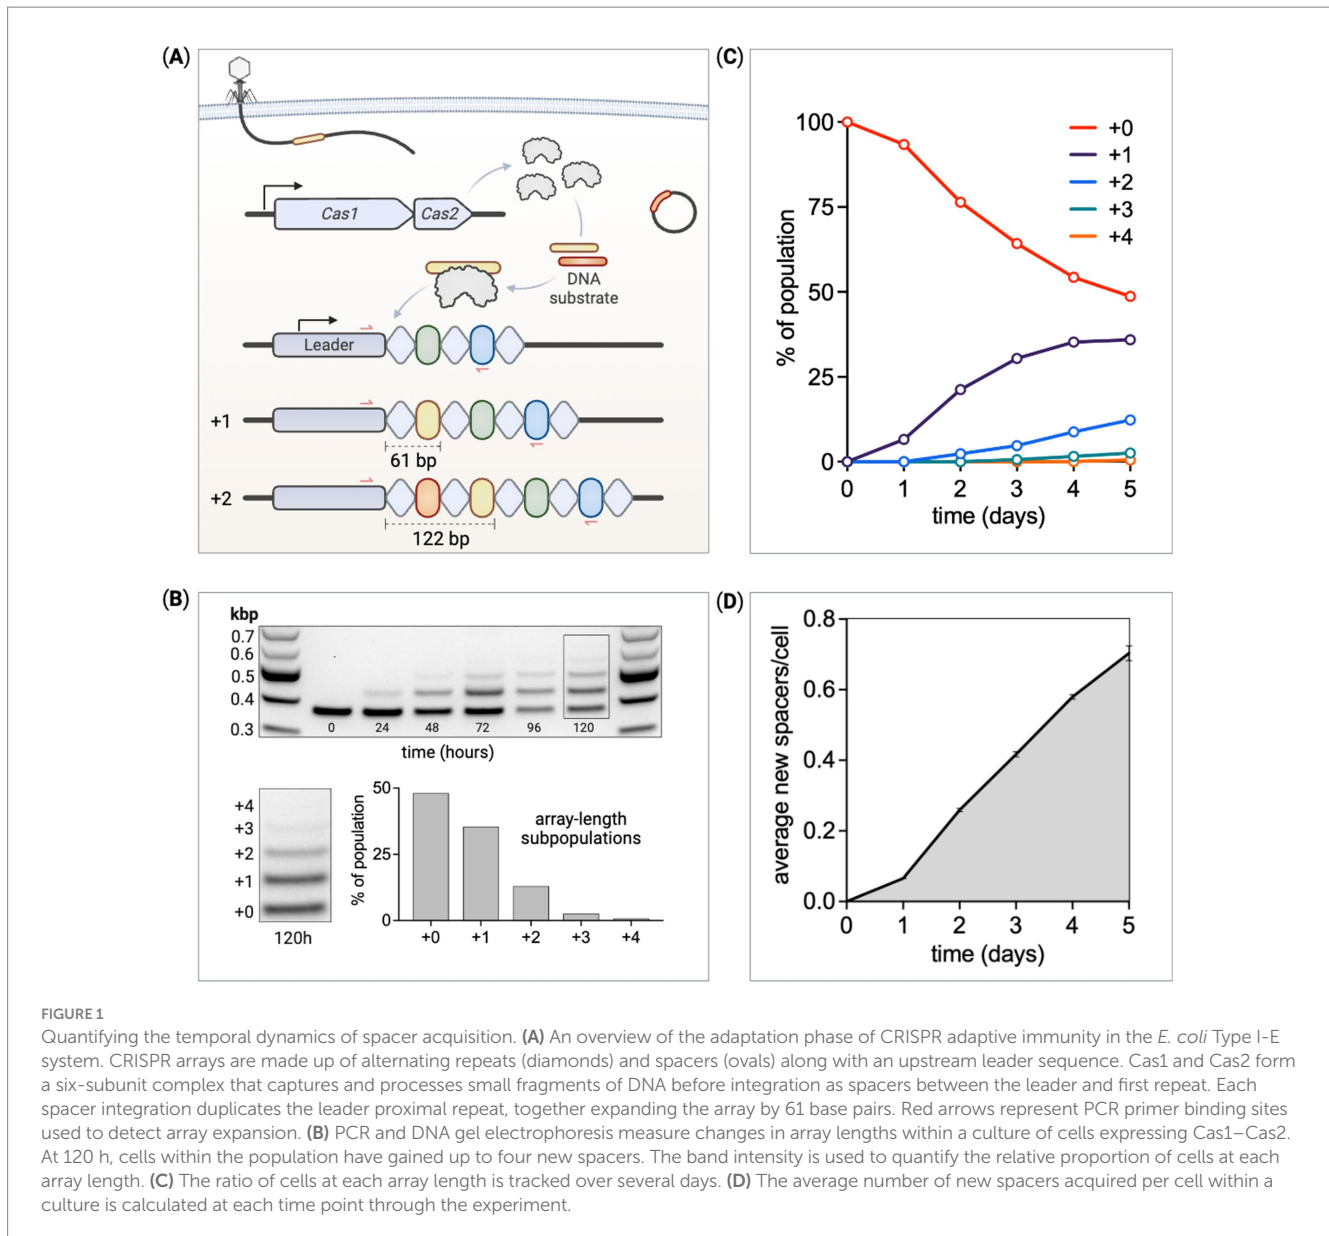 (A)
Cas1
Cas2
DNA
substrate
Leader
+1
61 bp
+2
122 bp
(C)
100
75
50
25
0
% of population
+0
+1
+2
+3
+4
0 1 2 3 4 5
time (days)
(B)
kbp
0.7
0.6
0.5
0.4
0.3
0 24 48 72 96 120
time (hours)
+4
+3
+2
+1
+0
120h
50
25
0
% of population
array-length
subpopulations
+0 +1 +2 +3 +4
(D)
0.8
0.6
0.4
0.2
0.0
average new spacers/cell
0 1 2 3 4 5
time (days)
FIGURE 1
Quantifying the temporal dynamics of spacer acquisition. (A) An overview of the adaptation phase of CRISPR adaptive immunity in the E. coli Type I-E
system. CRISPR arrays are made up of alternating repeats (diamonds) and spacers (ovals) along with an upstream leader sequence. Cas1 and Cas2 form
a six-subunit complex that captures and processes small fragments of DNA before integration as spacers between the leader and first repeat. Each
spacer integration duplicates the leader proximal repeat, together expanding the array by 61 base pairs. Red arrows represent PCR primer binding sites
used to detect array expansion. (B) PCR and DNA gel electrophoresis measure changes in array lengths within a culture of cells expressing Cas1–Cas2.
At 120 h, cells within the population have gained up to four new spacers. The band intensity is used to quantify the relative proportion of cells at each
array length. (C) The ratio of cells at each array length is tracked over several days. (D) The average number of new spacers acquired per cell within a
culture is calculated at each time point through the experiment.